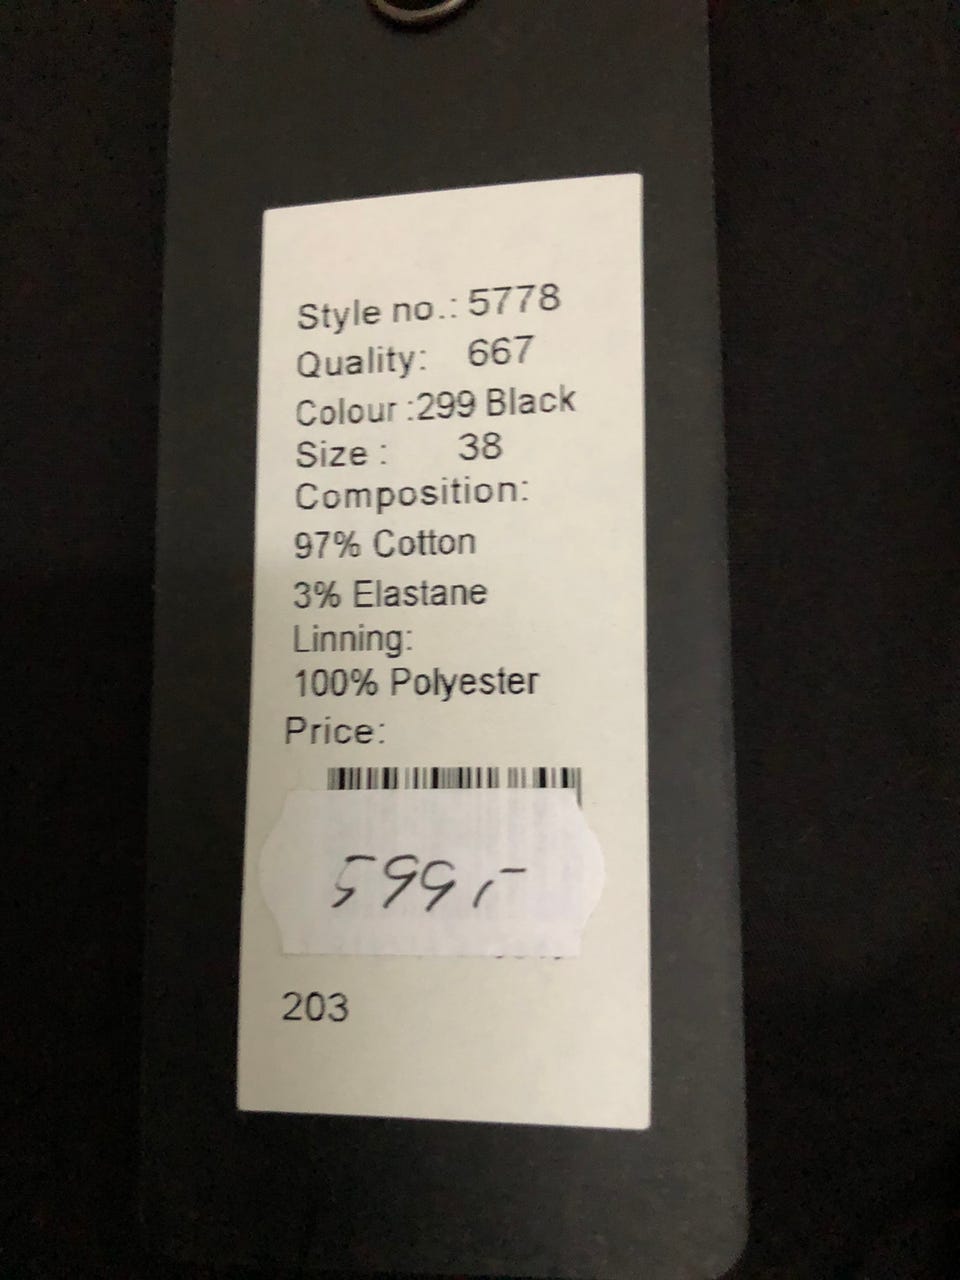 Style no.: 5778
Quality: 667
Colour :299 Black
Size : 38
Composition:
97% Cotton
3% Elastane
Linning:
100% Polyester
Price:
599,-
203